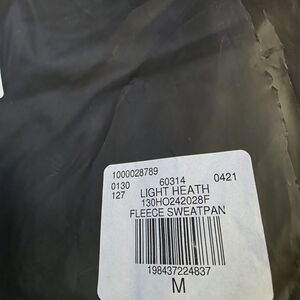 1000028789
0130 60314 0421
127 LIGHT HEATH
130HO242028F
FLEECE SWEATPAN
198437224837
M